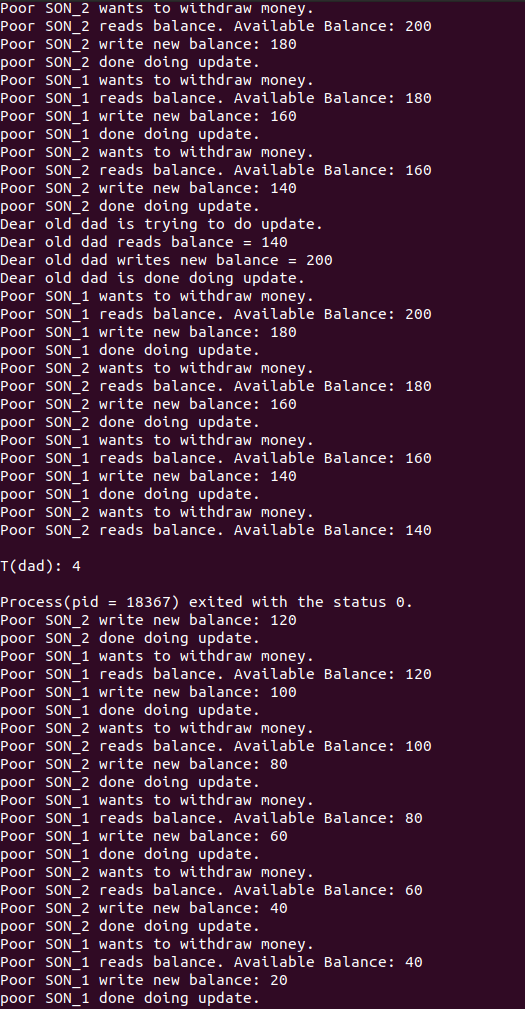 Poor SON_2 wants to withdraw money.
Poor SON_2 reads balance. Available Balance: 200
Poor SON_2 write new balance: 180
poor SON_2 done doing update.
Poor SON_1 wants to withdraw money.
Poor SON_1 reads balance. Available Balance: 180
Poor SON_1 write new balance: 160
poor SON_1 done doing update.
Poor SON_2 wants to withdraw money.
Poor SON_2 reads balance. Available Balance: 160
Poor SON_2 write new balance: 140
poor SON_2 done doing update.
Dear old dad is trying to do update.
Dear old dad reads balance = 140
Dear old dad writes new balance = 200
Dear old dad is done doing update.
Poor SON_1 wants to withdraw money.
Poor SON_1 reads balance. Available Balance: 200
Poor SON_1 write new balance: 180
poor SON_1 done doing update.
Poor SON_2 wants to withdraw money.
Poor SON_2 reads balance. Available Balance: 180
Poor SON_2 write new balance: 160
poor SON_2 done doing update.
Poor SON_1 wants to withdraw money.
Poor SON_1 reads balance. Available Balance: 160
Poor SON_1 write new balance: 140
poor SON_1 done doing update.
Poor SON_2 wants to withdraw money.
Poor SON_2 reads balance. Available Balance: 140
T(dad): 4
Process(pid = 18367) exited with the status 0.
Poor SON_2 write new balance: 120
poor SON_2 done doing update.
Poor SON_1 wants to withdraw money.
Poor SON_1 reads balance. Available Balance: 120
Poor SON_1 write new balance: 100
poor SON_1 done doing update.
Poor SON_2 wants to withdraw money.
Poor SON_2 reads balance. Available Balance: 100
Poor SON_2 write new balance: 80
poor SON_2 done doing update.
Poor SON_1 wants to withdraw money.
Poor SON_1 reads balance. Available Balance: 80
Poor SON_1 write new balance: 60
poor SON_1 done doing update.
Poor SON_2 wants to withdraw money.
Poor SON_2 reads balance. Available Balance: 60
Poor SON_2 write new balance: 40
poor SON_2 done doing update.
Poor SON_1 wants to withdraw money.
Poor SON_1 reads balance. Available Balance: 40
Poor SON_1 write new balance: 20
poor SON_1 done doing update.